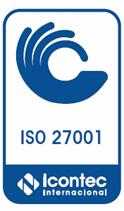 ISO 27001
icontec
internacional